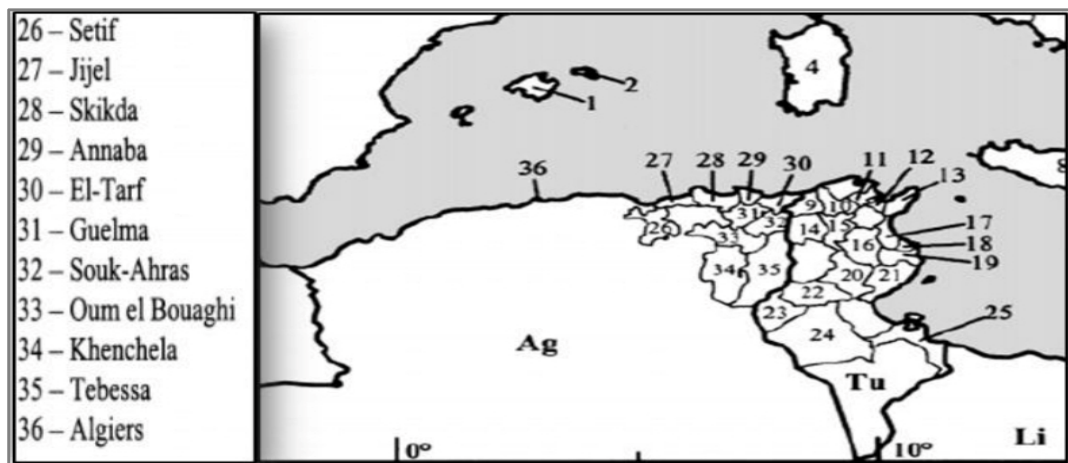 26 – Setif
27 – Jijel
28 – Skikda
29 – Annaba
30 – El-Tarf
31 – Guelma
32 – Souk-Ahras
33 – Oum el Bouaghi
34 – Khenchela
35 – Tebessa
36 – Algiers
4
2
1
36 27 28 29 30 11 12 13
8
9 10
31 32
26 33 14 15 17
16 18
19
34 35 20 21
22
23 25
24
Ag
Tu
Li
0° 10°